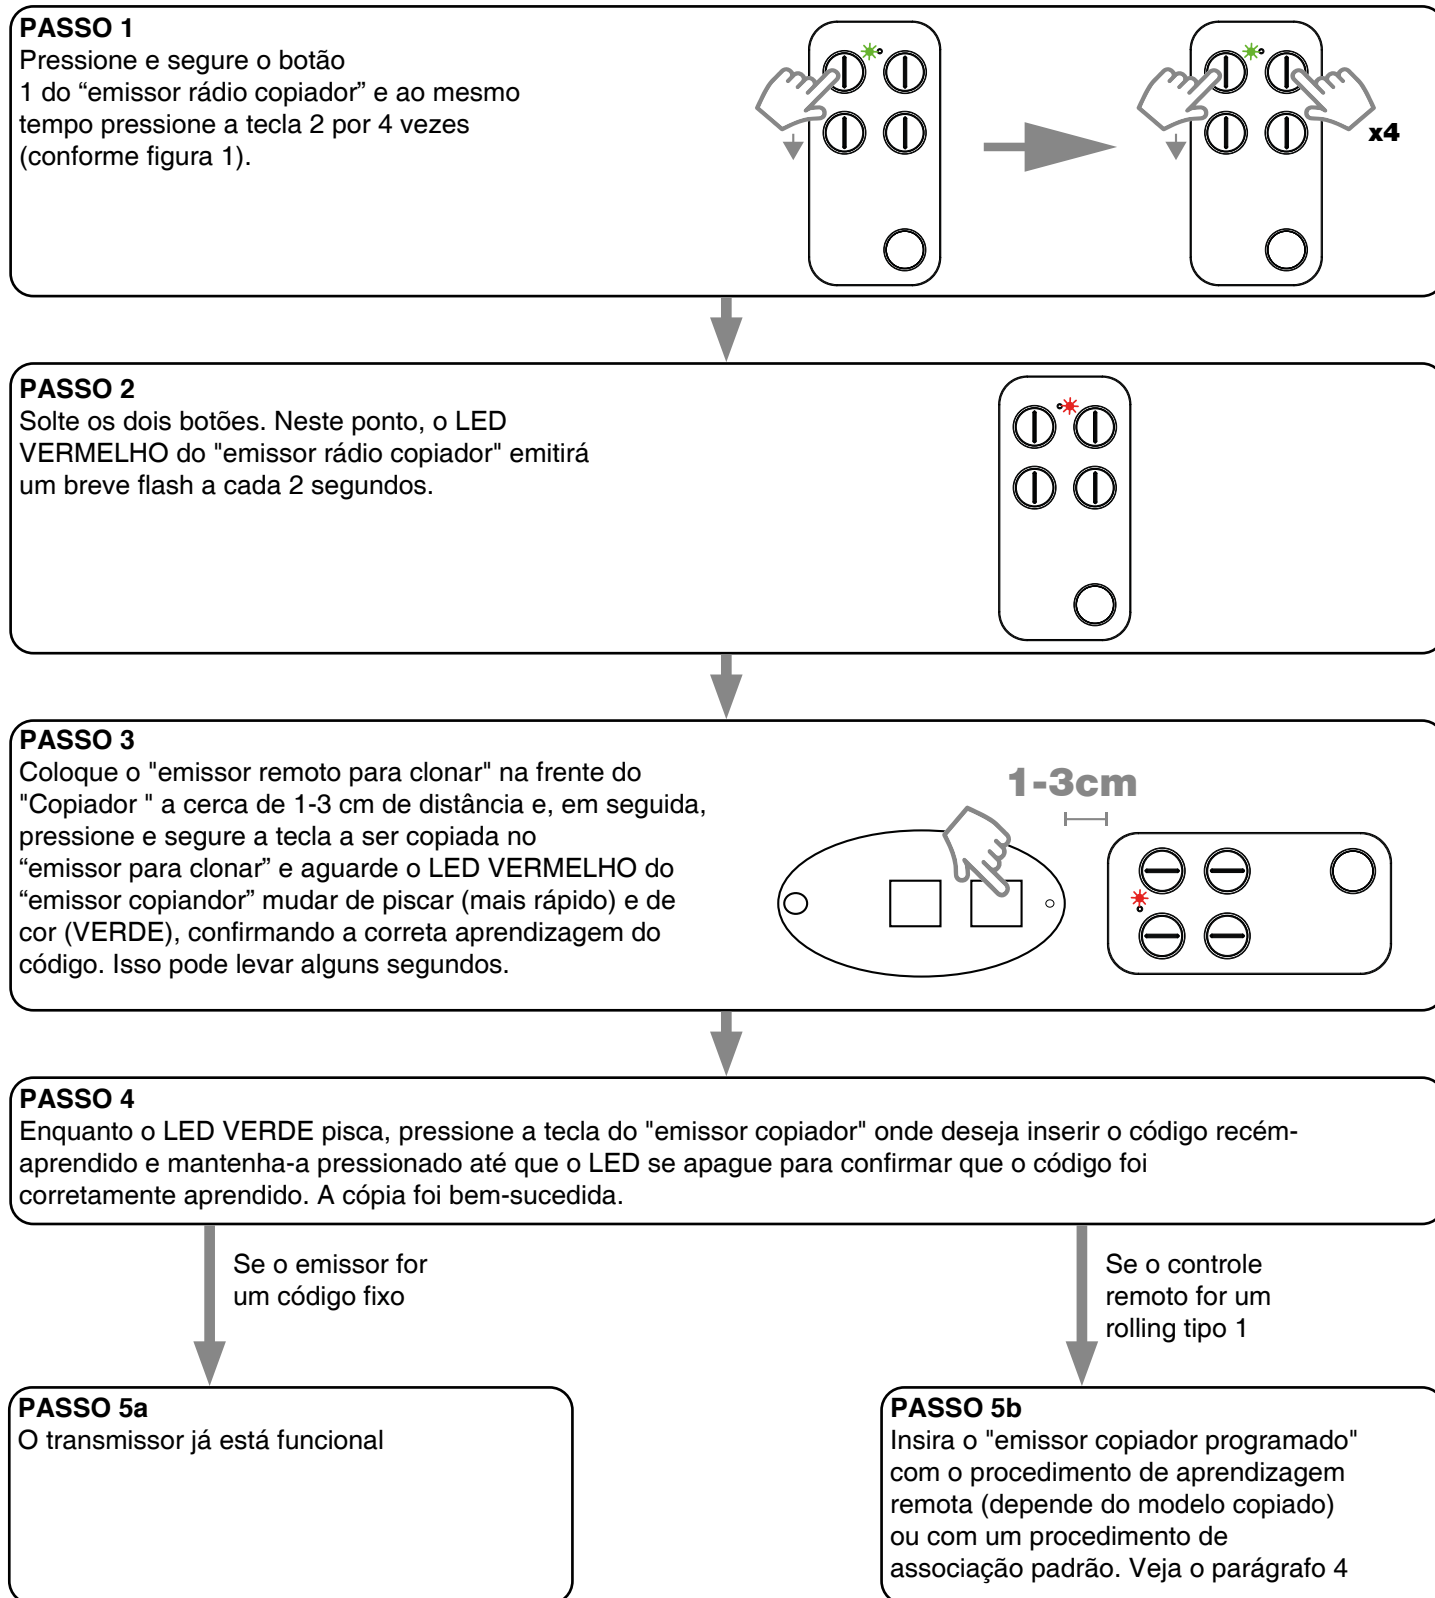 PASSO 1
Pressione e segure o botão
1 do “emissor rádio copiador” e ao mesmo
tempo pressione a tecla 2 por 4 vezes
(conforme figura 1).
x4
PASSO 2
Solte os dois botões. Neste ponto, o LED
VERMELHO do "emissor rádio copiador" emitirá
um breve flash a cada 2 segundos.
PASSO 3
Coloque o "emissor remoto para clonar" na frente do
"Copiador " a cerca de 1-3 cm de distância e, em seguida,
pressione e segure a tecla a ser copiada no
“emissor para clonar” e aguarde o LED VERMELHO do
“emissor copiandor” mudar de piscar (mais rápido) e de
cor (VERDE), confirmando a correta aprendizagem do
código. Isso pode levar alguns segundos.
1-3cm
PASSO 4
Enquanto o LED VERDE pisca, pressione a tecla do "emissor copiador" onde deseja inserir o código recém-
aprendido e mantenha-a pressionado até que o LED se apague para confirmar que o código foi
corretamente aprendido. A cópia foi bem-sucedida.
Se o emissor for
um código fixo
Se o controle
remoto for um
rolling tipo 1
PASSO 5a
O transmissor já está funcional
PASSO 5b
Insira o "emissor copiador programado"
com o procedimento de aprendizagem
remota (depende do modelo copiado)
ou com um procedimento de
associação padrão. Veja o parágrafo 4